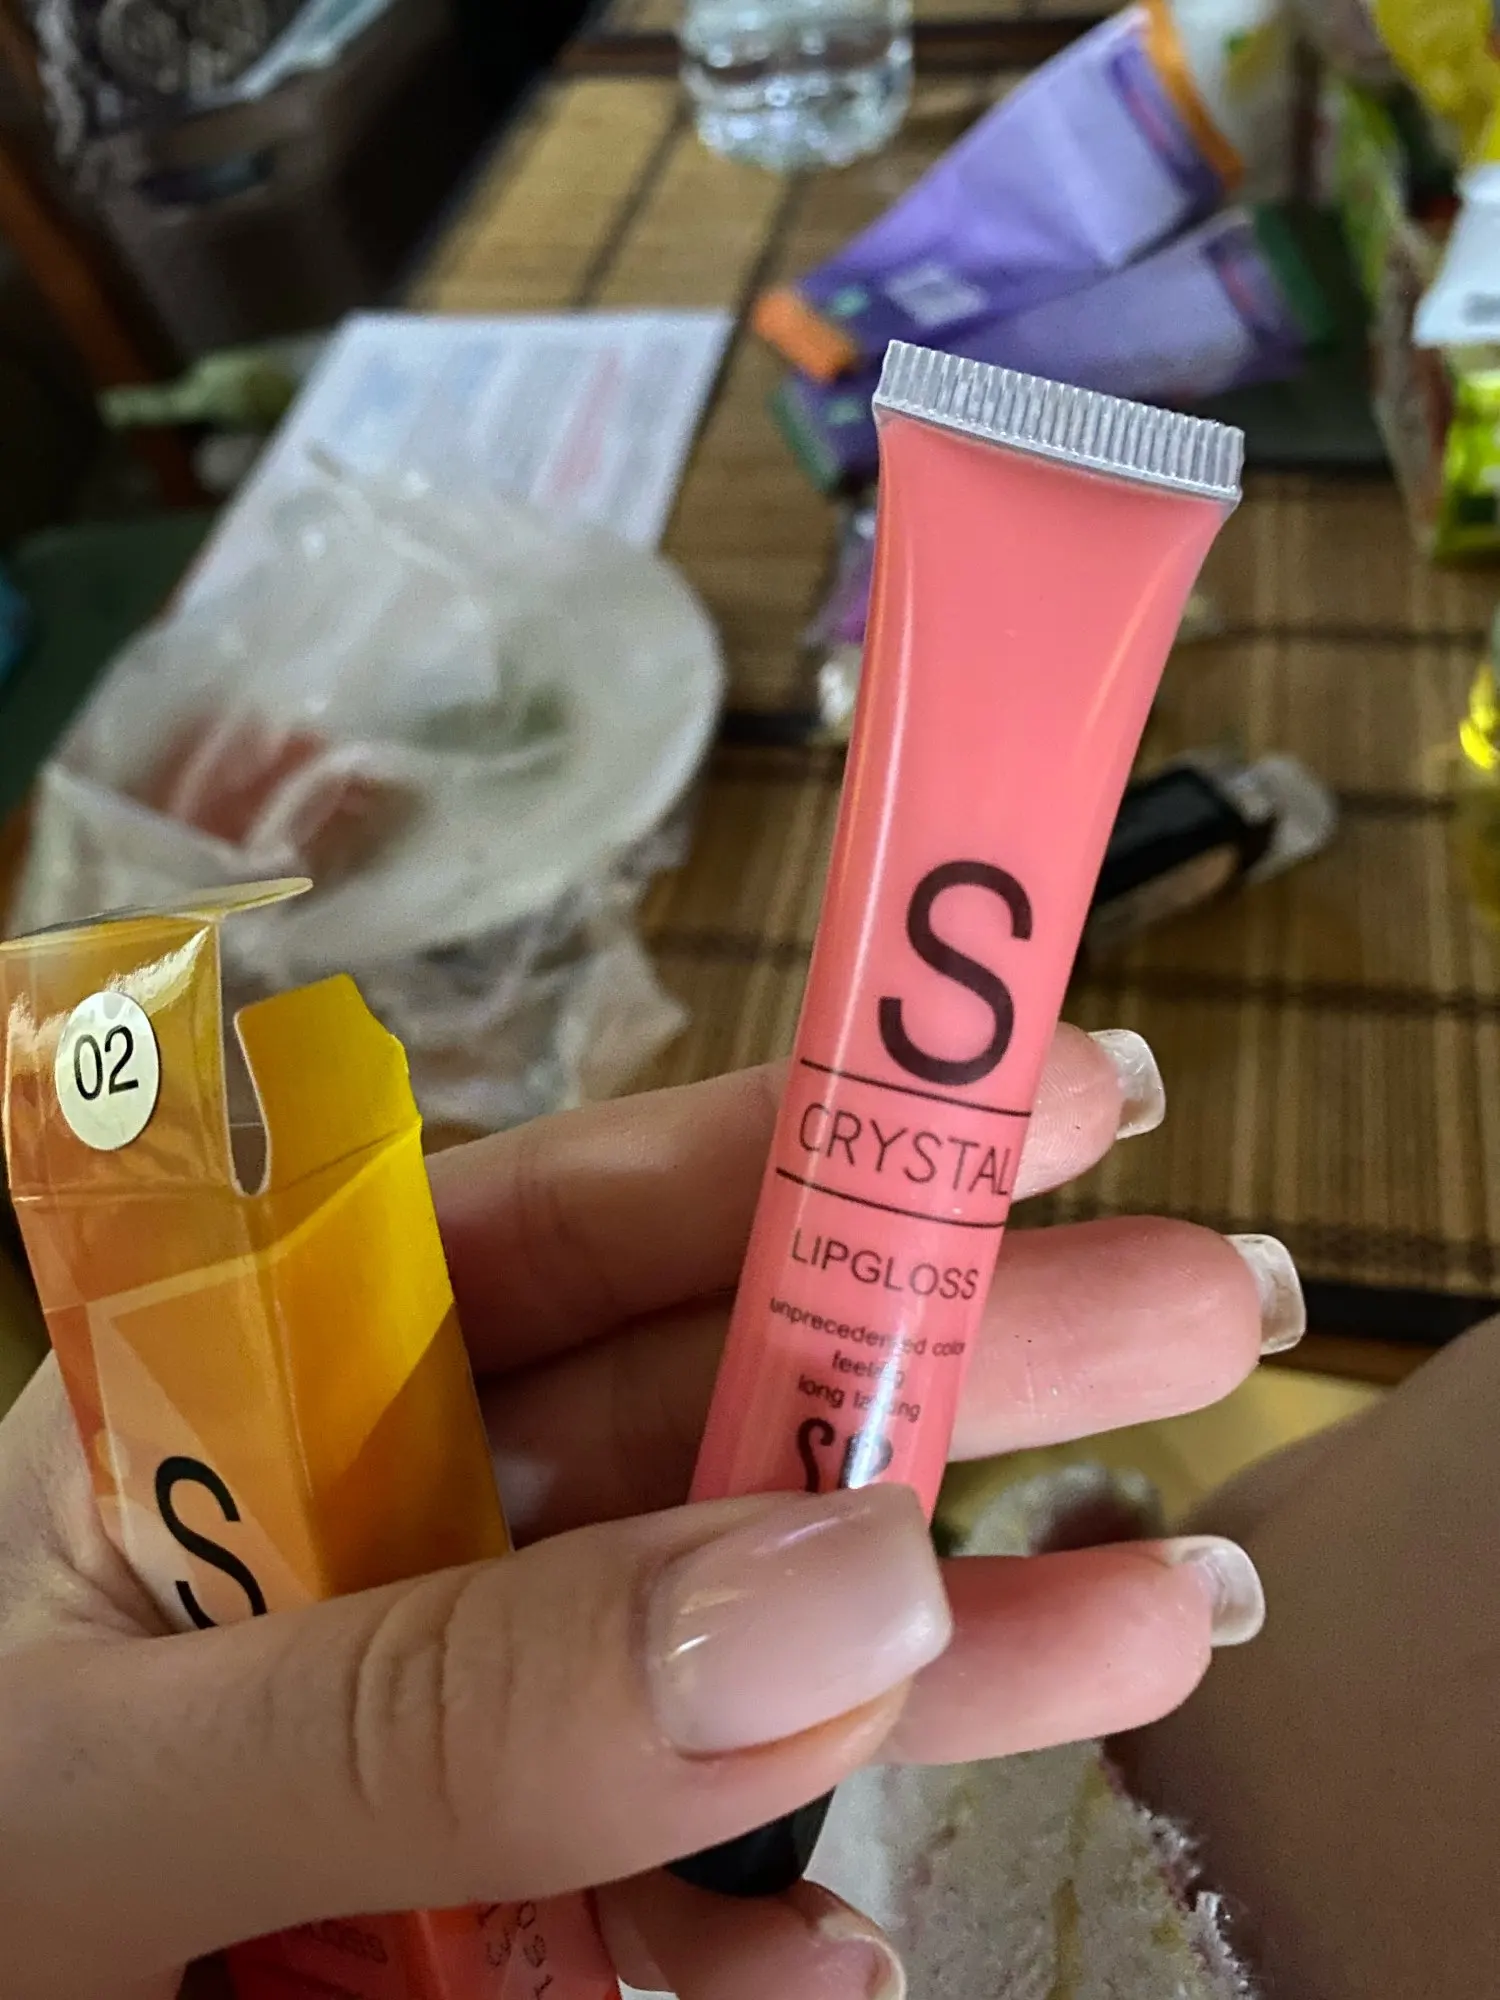 S
CRYSTAL
LIPGLOSS
unprecedented color
feeling
long lasting
02
S